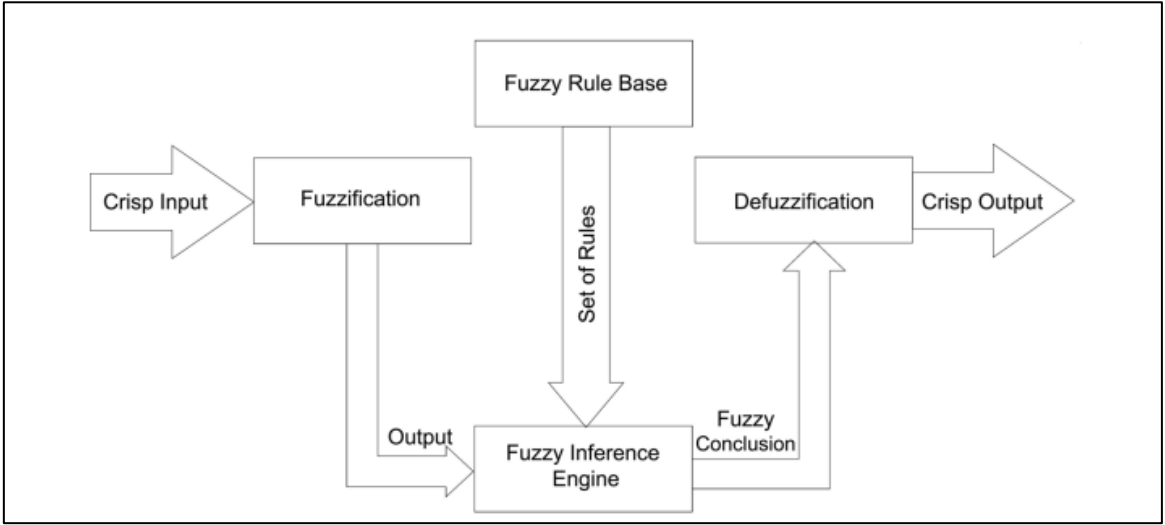 Fuzzy Rule Base
Crisp Input
Fuzzification
Set of Rules
Defuzzification
Crisp Output
Output
Fuzzy Inference
Engine
Fuzzy
Conclusion